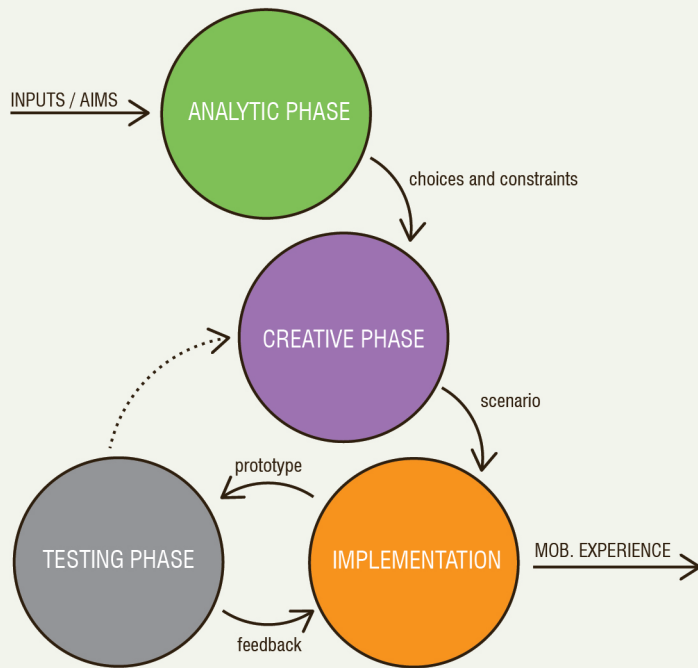 INPUTS / AIMS
ANALYTIC PHASE
choices and constraints
CREATIVE PHASE
scenario
prototype
TESTING PHASE
IMPLEMENTATION
MOB. EXPERIENCE
feedback